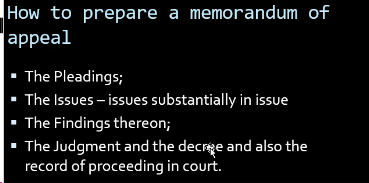 How to prepare a memorandum of
appeal
▪ The Pleadings;
▪ The Issues – issues substantially in issue
▪ The Findings thereon;
▪ The Judgment and the decree and also the
record of proceeding in court.